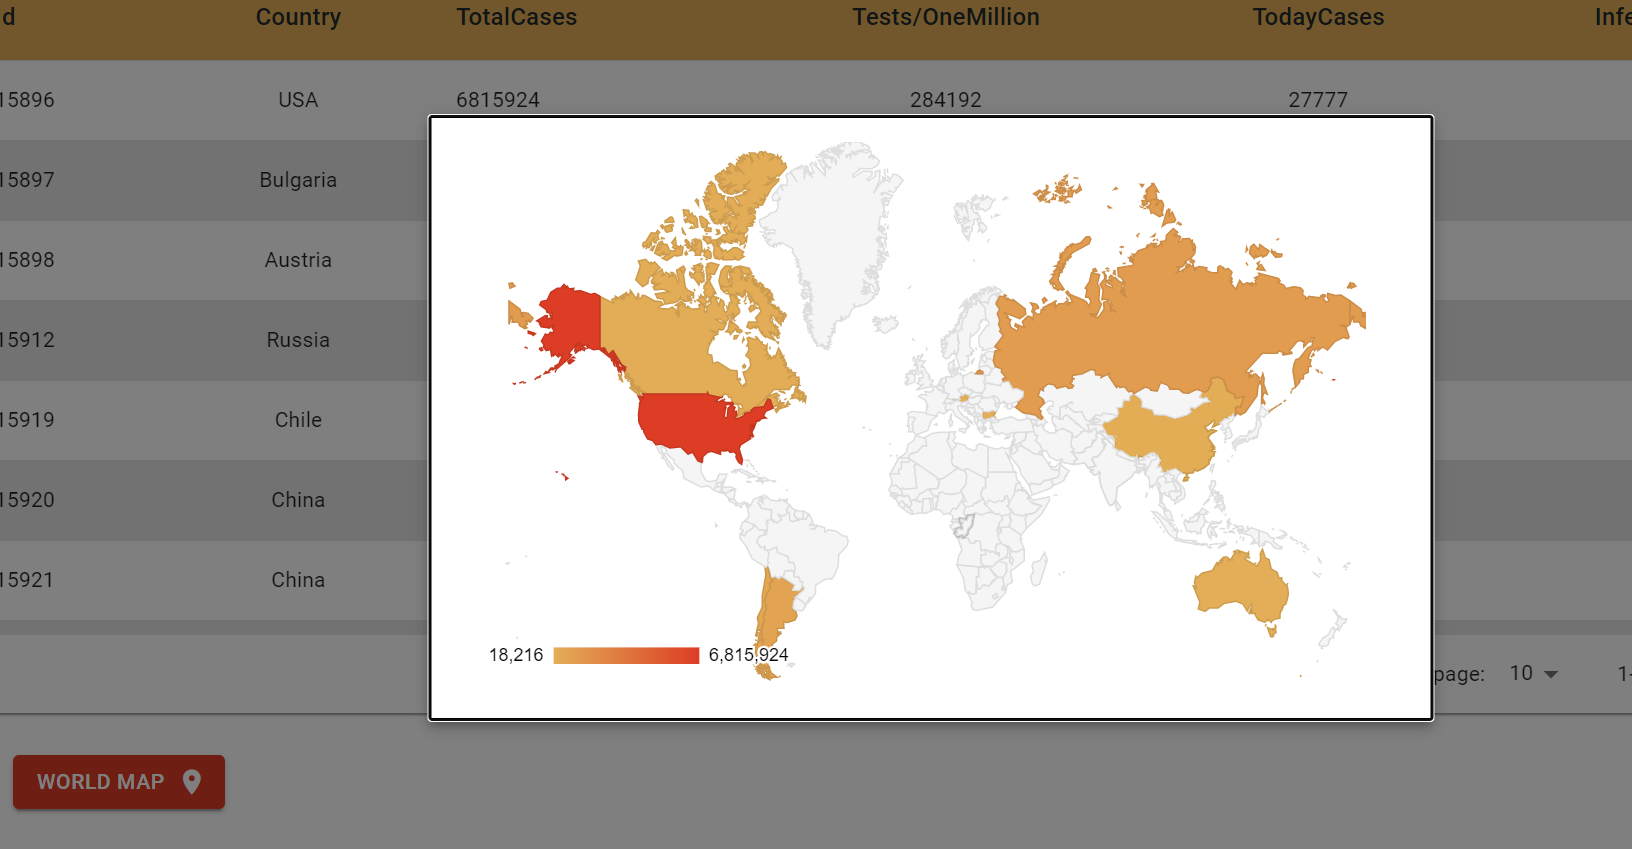 d Country TotalCases Tests/OneMillion TodayCases Infe
15896 USA 6815924 284192 27777
15897 Bulgaria
15898 Austria
15912 Russia
15919 Chile
15920 China
15921 China
18,216 6,815,924
page: 10 1-
WORLD MAP